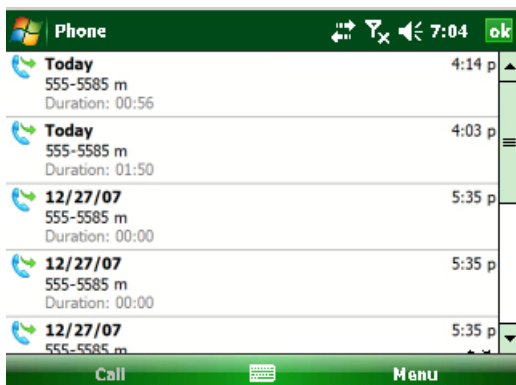 Phone 7:04 ok
Today 4:14 p
555-5585 m
Duration: 00:56
Today 4:03 p
555-5585 m
Duration: 01:50
12/27/07 5:35 p
555-5585 m
Duration: 00:00
12/27/07 5:35 p
555-5585 m
Duration: 00:00
12/27/07 5:35 p
555-5585 m
Call Menu